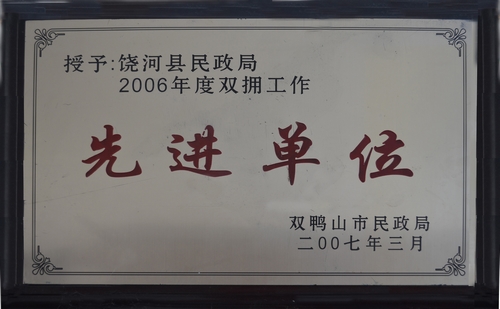 授予:饶河县民政局
2006年度双拥工作
先进单位
双鸭山市民政局
二00七年三月